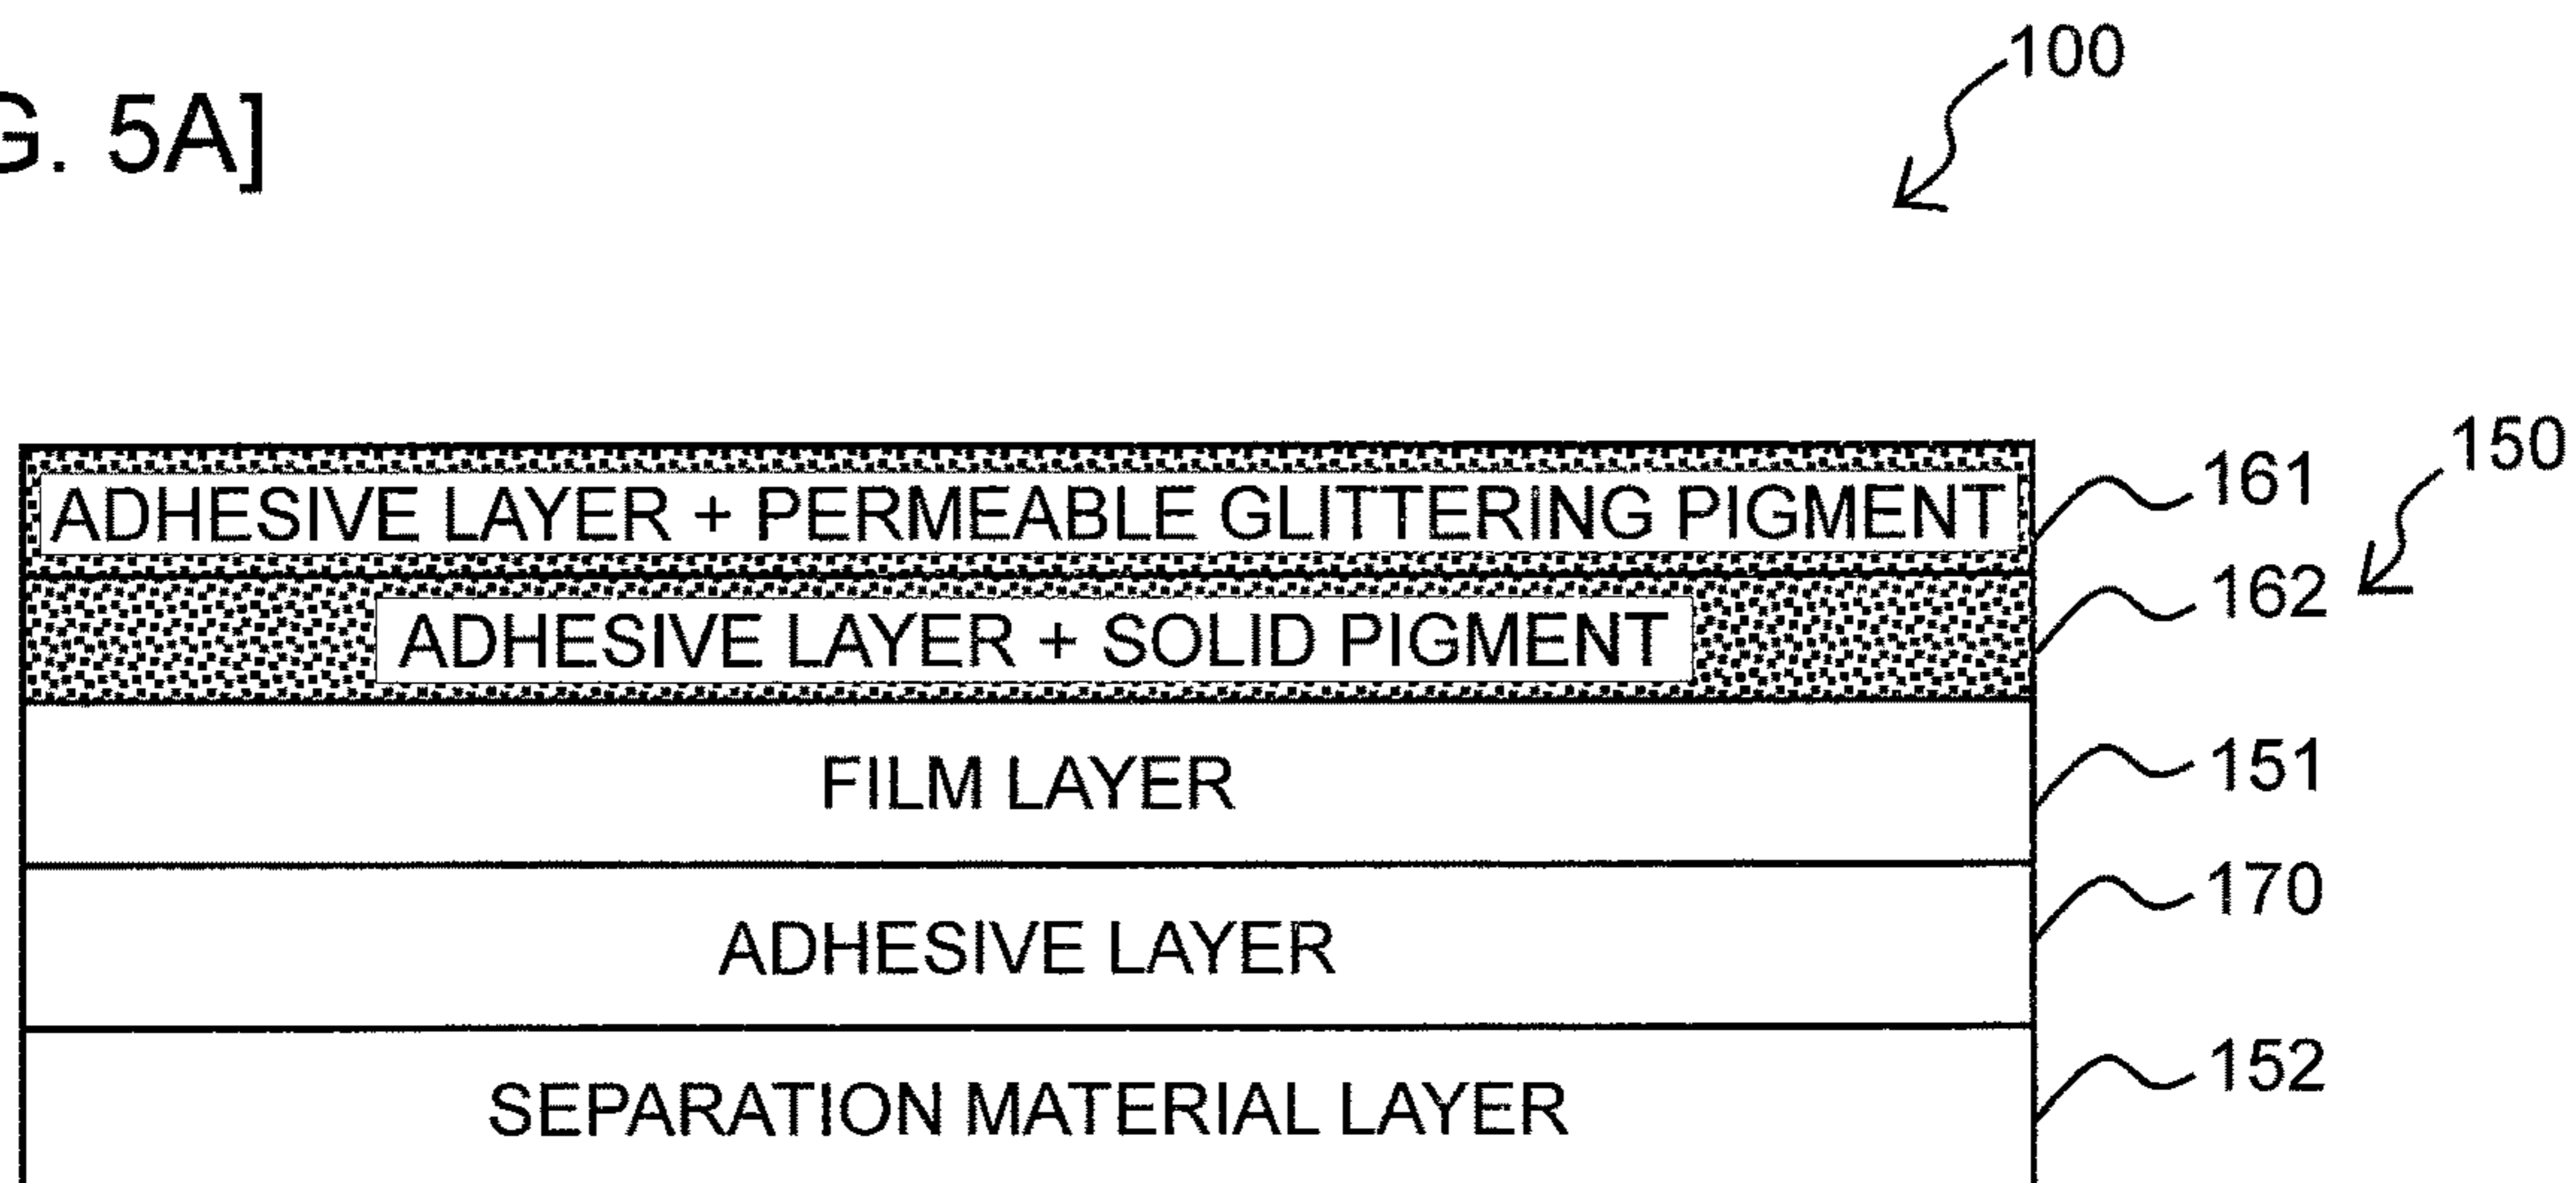 G. 5A]
100
150
ADHESIVE LAYER + PERMEABLE GLITTERING PIGMENT 161
ADHESIVE LAYER + SOLID PIGMENT 162
FILM LAYER 151
ADHESIVE LAYER 170
SEPARATION MATERIAL LAYER 152